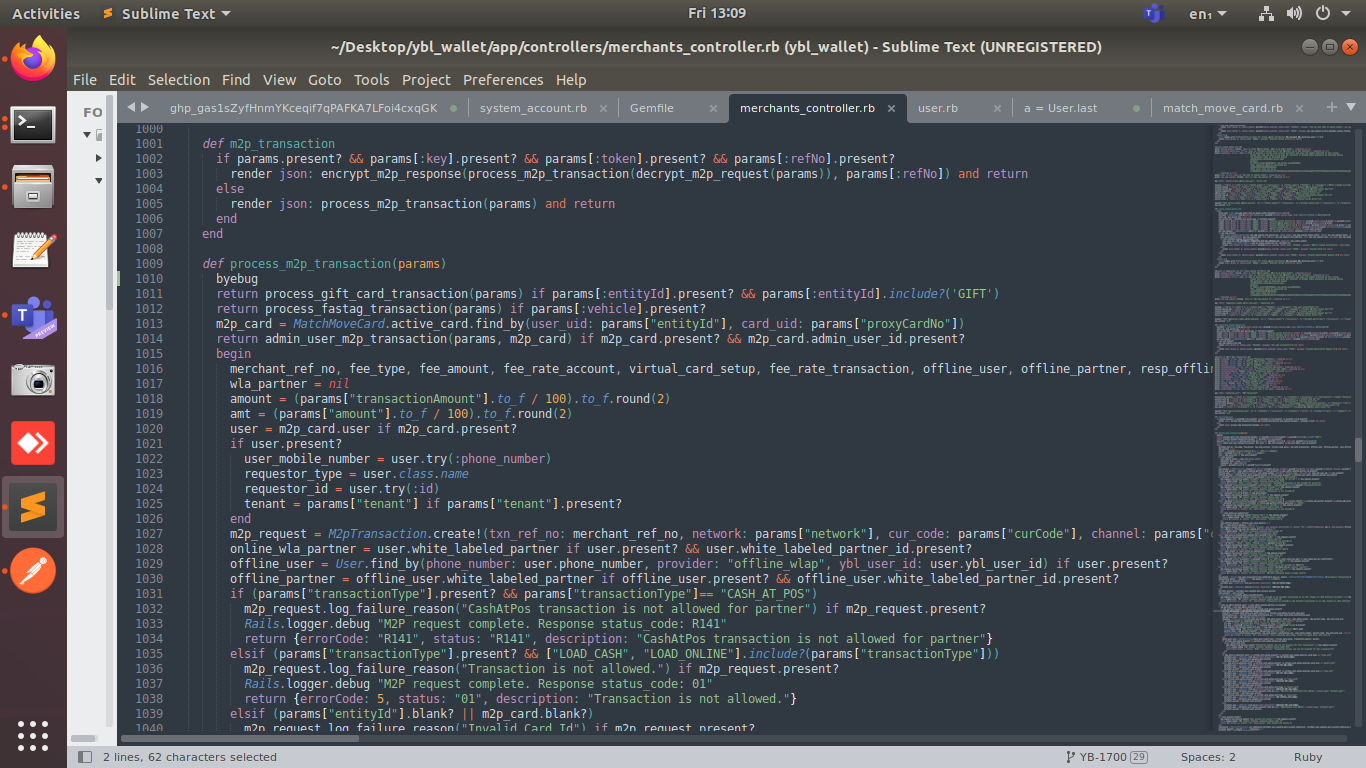 Activities
Sublime Text
Fri 13:09
en₁
~/Desktop/ybl_wallet/app/controllers/merchants_controller.rb (ybl_wallet) - Sublime Text (UNREGISTERED)
File Edit Selection Find View Goto Tools Project Preferences Help
FO
system_account.rb
Gemfile
merchants_controller.rb
user.rb
a = User.last
match_move_card.rb
1000
1001 def m2p_transaction
1002 if params.present? && params[:key].present? && params[:token].present? && params[:refNo].present?
1003 render json: encrypt_m2p_response(process_m2p_transaction(decrypt_m2p_request(params)), params[:refNo]) and return
1004 else
1005 render json: process_m2p_transaction(params) and return
1006 end
1007 end
1008
1009 def process_m2p_transaction(params)
1010 byebug
1011 return process_gift_card_transaction(params) if params[:entityId].present? && params[:entityId].include?('GIFT')
1012 return process_fastag_transaction(params) if params[:vehicle].present?
1013 m2p_card = MatchMoveCard.active_card.find_by(user_uid: params["entityId"], card_uid: params["proxyCardNo"])
1014 return admin_user_m2p_transaction(params, m2p_card) if m2p_card.present? && m2p_card.admin_user_id.present?
1015 begin
1016 merchant_ref_no, fee_type, fee_amount, fee_rate_account, virtual_card_setup, fee_rate_transaction, offline_user, offline_partner, resp_offli
1017 wla_partner = nil
1018 amount = (params["transactionAmount"].to_f / 100).to_f.round(2)
1019 amt = (params["amount"].to_f / 100).to_f.round(2)
1020 user = m2p_card.user if m2p_card.present?
1021 if user.present?
1022 user_mobile_number = user.try(:phone_number)
1023 requestor_type = user.class.name
1024 requestor_id = user.try(:id)
1025 tenant = params["tenant"] if params["tenant"].present?
1026 end
1027 m2p_request = M2pTransaction.create!(txn_ref_no: merchant_ref_no, network: params["network"], cur_code: params["curCode"], channel: params["
1028 online_wla_partner = user.white_labeled_partner if user.present? && user.white_labeled_partner_id.present?
1029 offline_user = User.find_by(phone_number: user.phone_number, provider: "offline_wlap", ybl_user_id: user.ybl_user_id) if user.present?
1030 offline_partner = offline_user.white_labeled_partner if offline_user.present? && offline_user.white_labeled_partner_id.present?
1031 if (params["transactionType"].present? && params["transactionType"]== "CASH_AT_POS")
1032 m2p_request.log_failure_reason("CashAtPos transaction is not allowed for partner") if m2p_request.present?
1033 Rails.logger.debug "M2P request complete. Response status_code: R141"
1034 return {errorCode: "R141", status: "R141", description: "CashAtPos transaction is not allowed for partner"}
1035 elsif (params["transactionType"].present? && ["LOAD_CASH", "LOAD_ONLINE"].include?(params["transactionType"]))
1036 m2p_request.log_failure_reason("Transaction is not allowed.") if m2p_request.present?
1037 Rails.logger.debug "M2P request complete. Response status_code: 01"
1038 return {errorCode: 5, status: "01", description: "Transaction is not allowed."}
1039 elsif (params["entityId"].blank? || m2p_card.blank?)
1040 m2p_request.log_failure_reason("Invalid Card Id") if m2p_request.present?
2 lines, 62 characters selected
YB-1700 29
Spaces: 2
Ruby